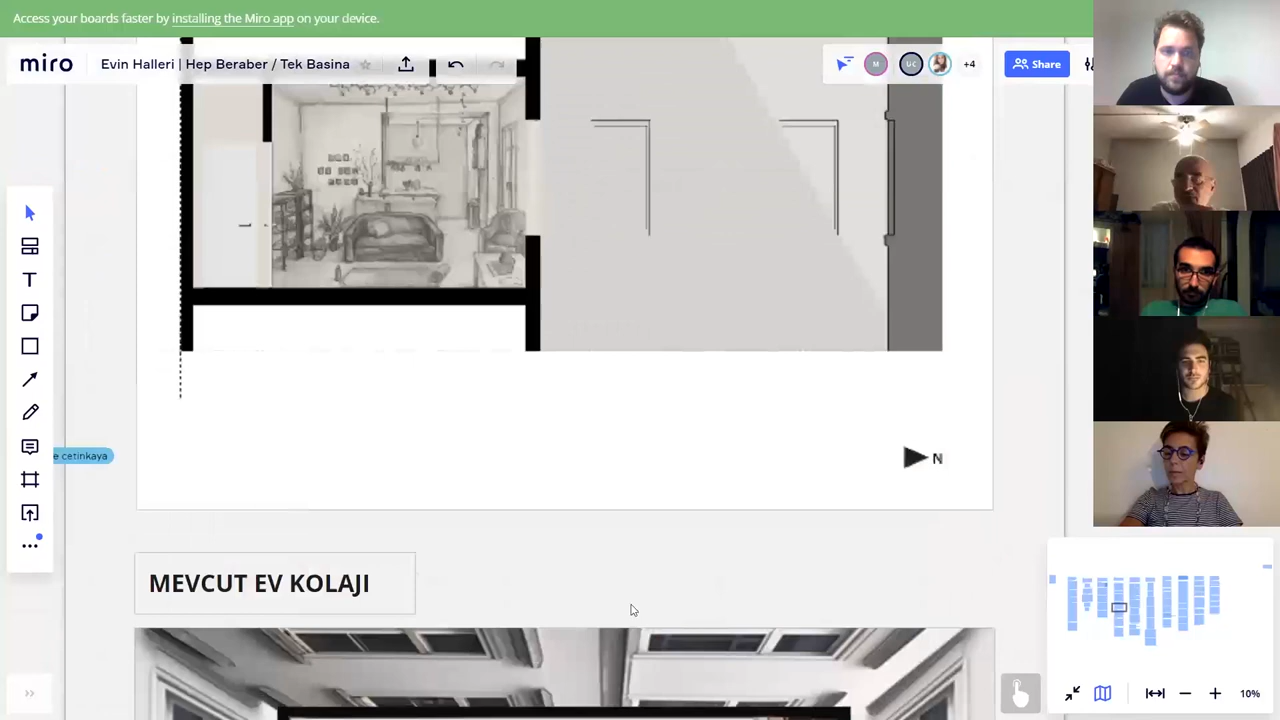 Access your boards faster by installing the Miro app on your device.
miro
Evin Halleri | Hep Beraber / Tek Basina
M
UC
+4
Share
T
e cetinkaya
N
MEVCUT EV KOLAJI
10%